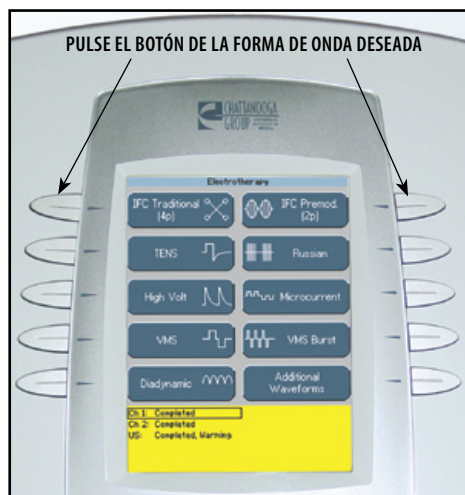 PULSE EL BOTÓN DE LA FORMA DE ONDA DESEADA
CHATTANOOGA
GROUP
Electrotherapy
IFC Traditional
(4p)
IFC Premod.
(2p)
TENS
Russian
High Volt
Microcurrent
VMS
VMS Burst
Diadynamic
Additional
Waveforms
Ch 1: Completed
Ch 2: Completed
US: Completed, Warning